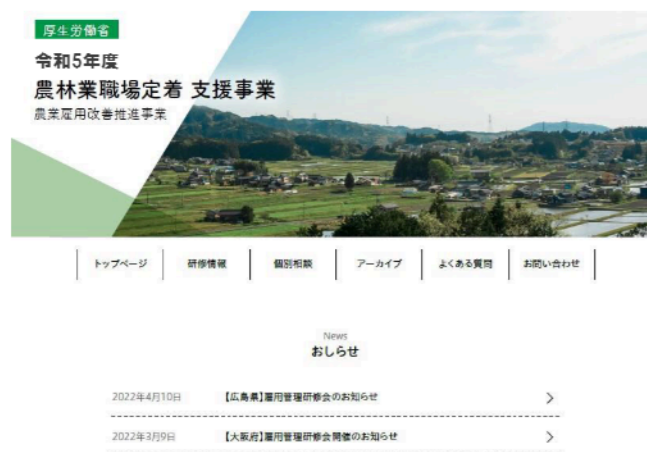 厚生労働省
令和5年度
農林業職場定着 支援事業
農業雇用改善推進事業
トップページ 研修情報 個別相談 アーカイブ よくある質問 お問い合わせ
News
おしらせ
2022年4月10日 【広島県】雇用管理研修会のお知らせ
2022年3月9日 【大阪府】雇用管理研修会開催のお知らせ